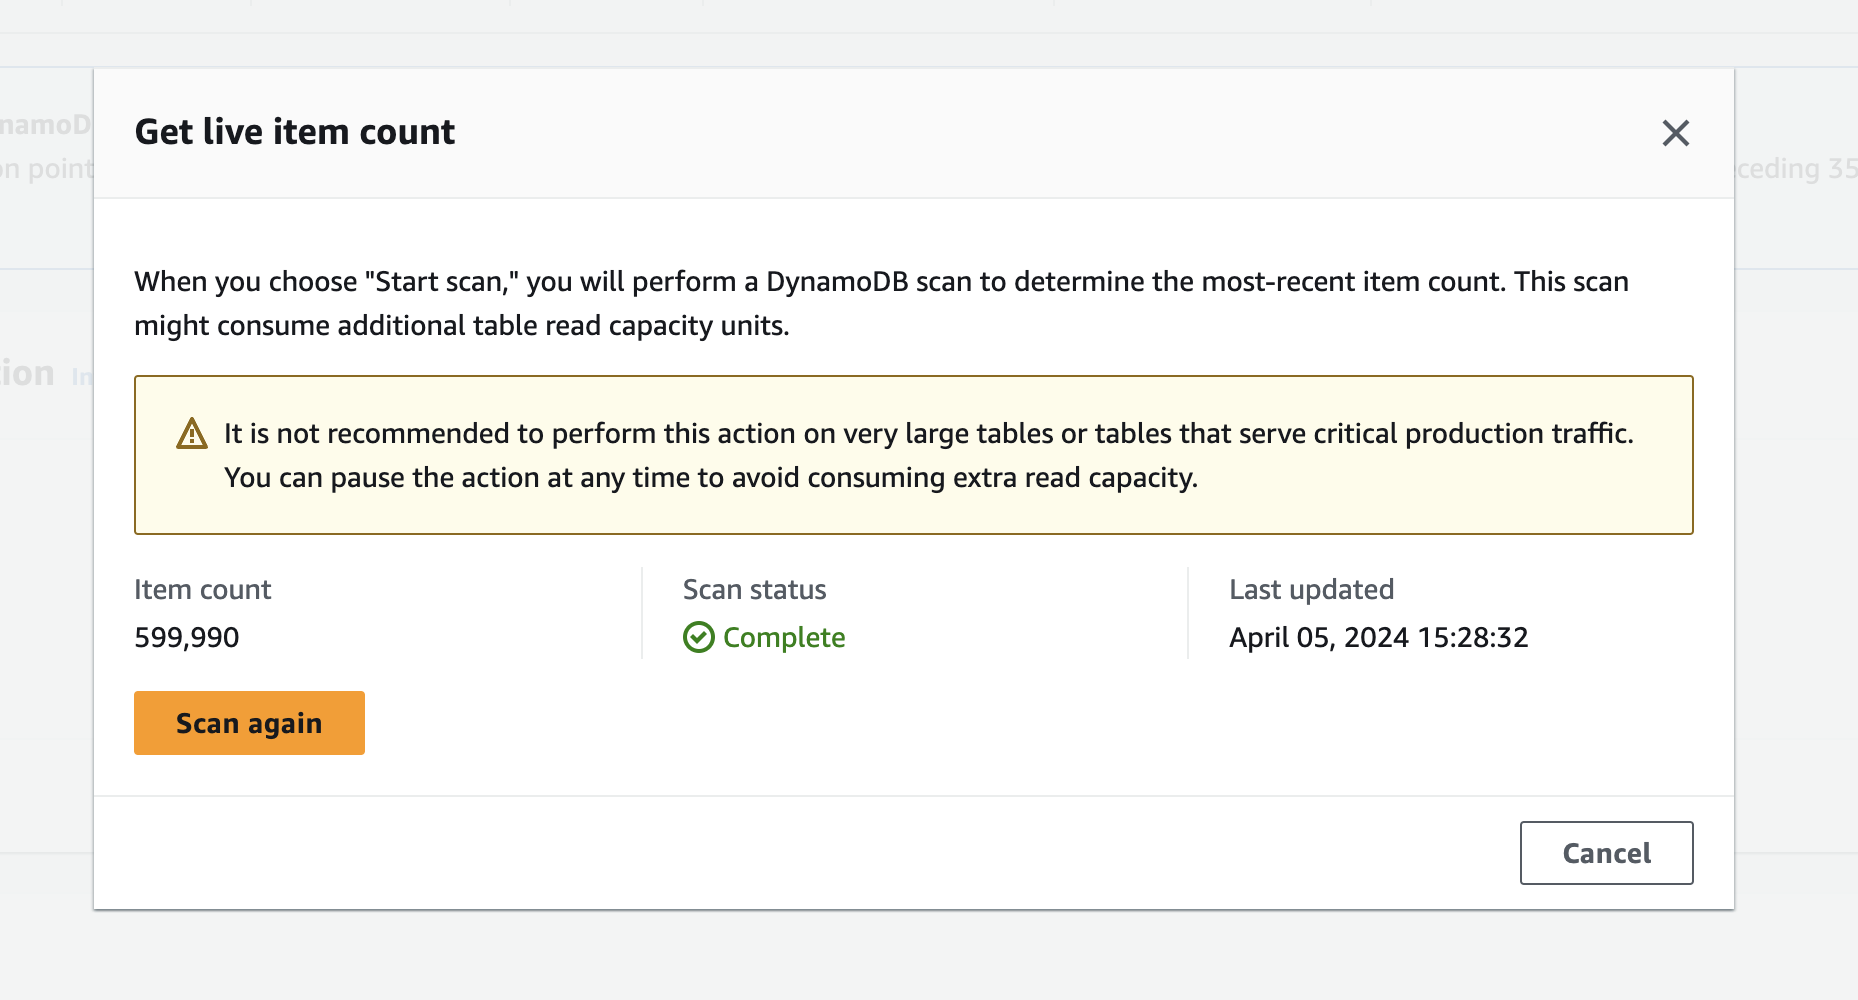 namoD
on point
ceding 35
tion In
Get live item count
When you choose "Start scan," you will perform a DynamoDB scan to determine the most-recent item count. This scan
might consume additional table read capacity units.
It is not recommended to perform this action on very large tables or tables that serve critical production traffic.
You can pause the action at any time to avoid consuming extra read capacity.
Item count
599,990
Scan status
Complete
Last updated
April 05, 2024 15:28:32
Scan again
Cancel